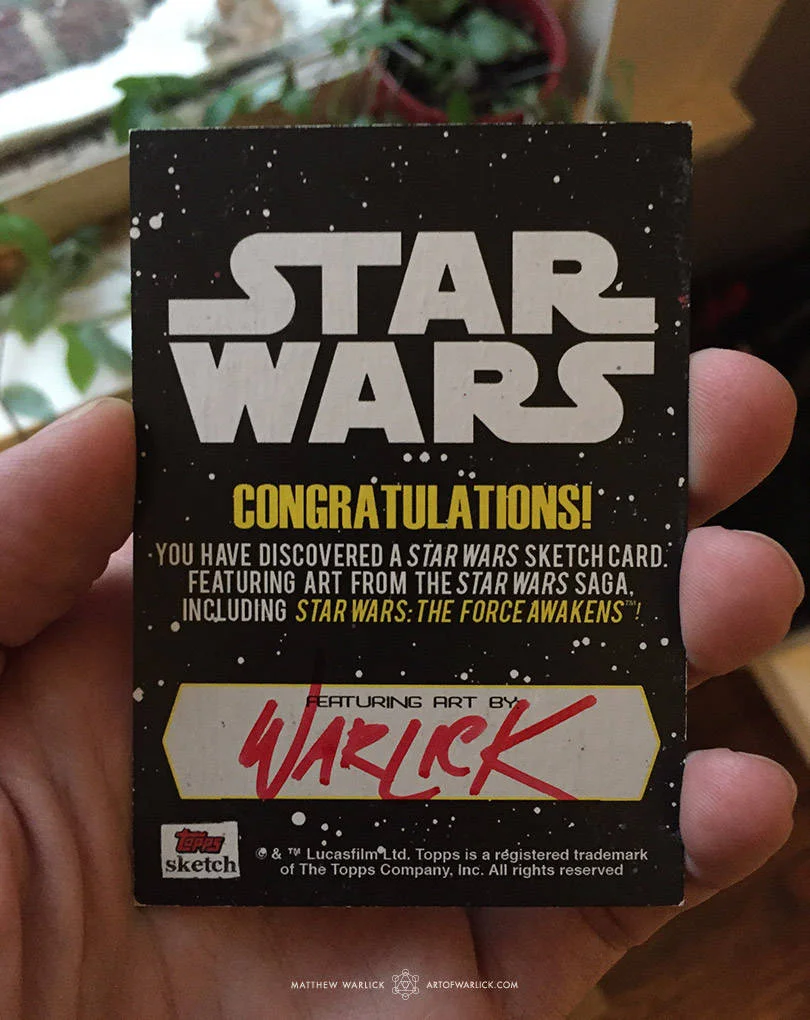 STAR
WARS
™
CONGRATULATIONS!
YOU HAVE DISCOVERED A STAR WARS SKETCH CARD.
FEATURING ART FROM THE STAR WARS SAGA,
INCLUDING STAR WARS: THE FORCE AWAKENS™!
FEATURING ART BY:
WARLICK
Topps
sketch
© & ™ Lucasfilm Ltd. Topps is a registered trademark
of The Topps Company, Inc. All rights reserved
MATTHEW WARLICK ARTOFWARLICK.COM